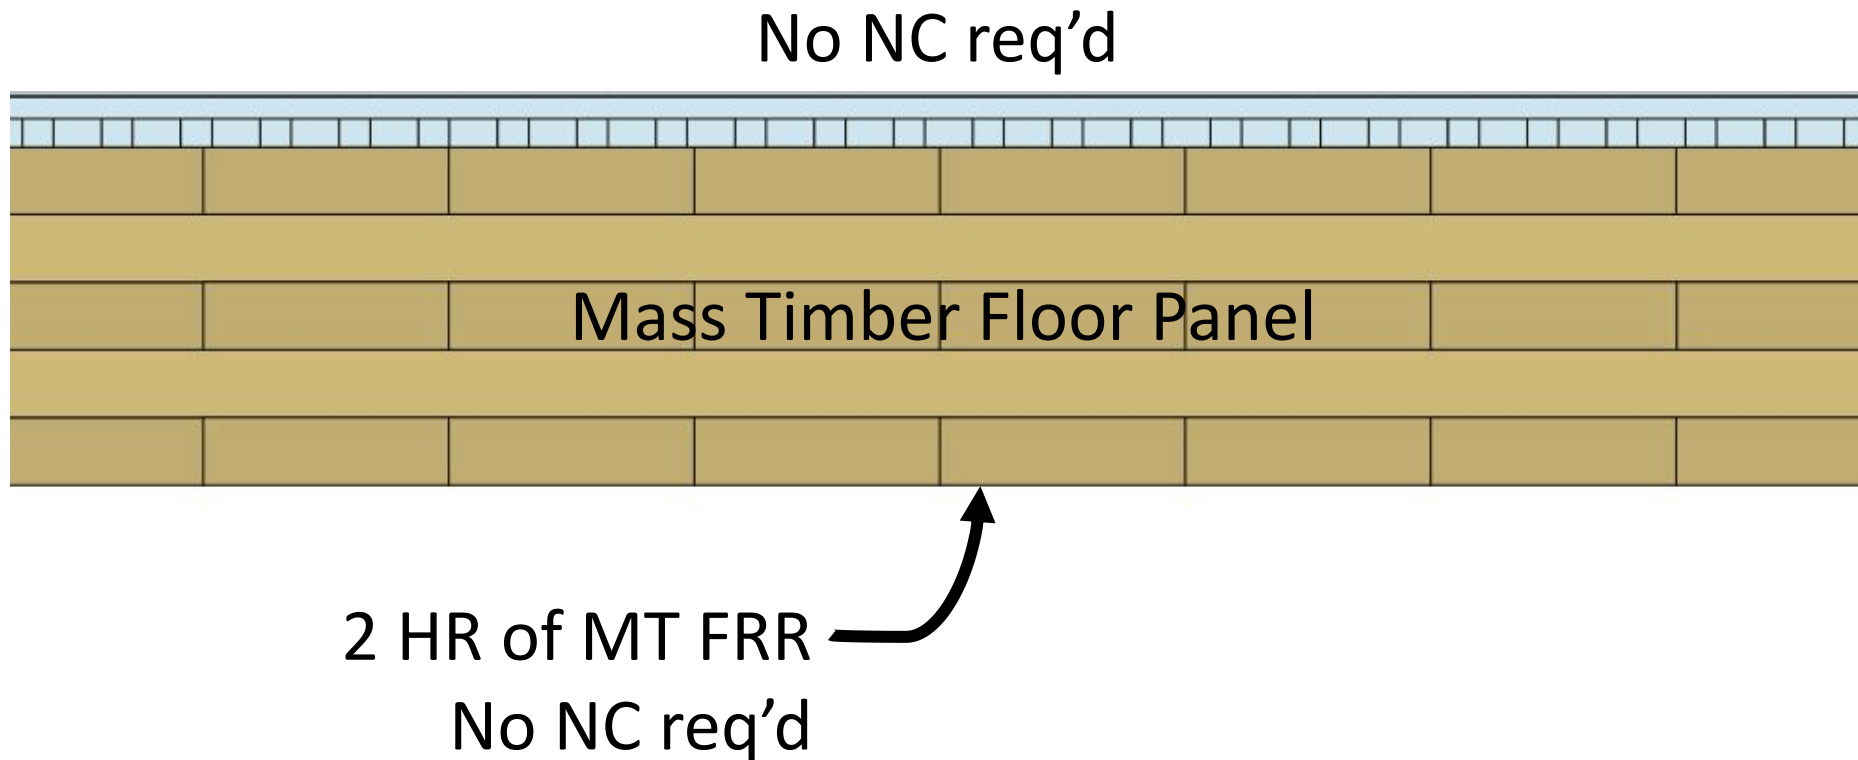 No NC req’d
Mass Timber Floor Panel
2 HR of MT FRR
No NC req’d